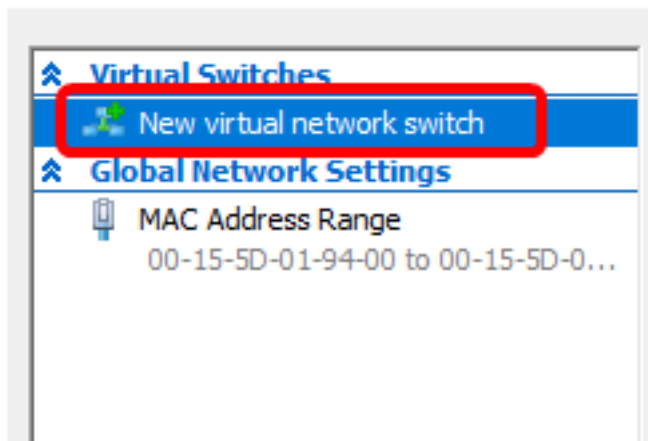 Virtual Switches
New virtual network switch
Global Network Settings
MAC Address Range
00-15-5D-01-94-00 to 00-15-5D-0...